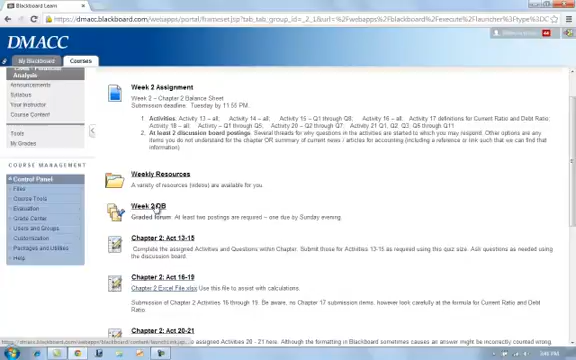 Blackboard Learn
https://dmacc.blackboard.com/webapps/portal/frameset.jsp?tab_tab_group_id=_2_1&url=%2Fwebapps%2Fblackboard%2Fexecute%2Flauncher%3Ftype%3DC
DMACC
My Blackboard
Courses
Analysis
Announcements
Syllabus
Your Instructor
Course Content
Tools
My Grades
COURSE MANAGEMENT
Control Panel
Files
Course Tools
Evaluation
Grade Center
Users and Groups
Customization
Packages and Utilities
Help
Week 2 Assignment
Week 2 – Chapter 2 Balance Sheet
Submission deadline: Tuesday by 11:55 PM.
1. Activities: Activity 13 – all; Activity 14 – all; Activity 15 – Q1 through Q8; Activity 16 – all; Activity 17 definitions for Current Ratio and Debt Ratio;
Activity 18 – all; Activity – Q1 through Q5; Activity 20 – Q2 through Q7; Activity 21 Q1, Q2, Q3, Q6 through Q11
2. At least 2 discussion board postings. Several threads for why questions in the activities are started to which you may respond. Other options are any
items you do not understand for the chapter OR summary of current news / articles for accounting (including a reference / link such that we can find that
information)
Weekly Resources
A variety of resources (videos) are available for you.
Week 2 DB
Graded forum: At least two postings are required – one due by Sunday evening.
Chapter 2: Act 13-15
Complete the assigned Activities and Questions within Chapter. Submit those for Activities 13-15 as required using this quiz size. Ask questions as needed using
the discussion board.
Chapter 2: Act 16-19
Chapter 2 Excel File.xlsx Use this file to assist with calculations.
Submission of Chapter 2 Activities 16 through 19. Be aware, no Chapter 17 submission items, however look carefully at the formula for Current Ratio and Debt
Ratio.
Chapter 2: Act 20-21
assigned Activities 20 - 21 here. Although the formatting in Blackboard sometimes causes an answer might be incorrectly counted wrong,
3:46 PM